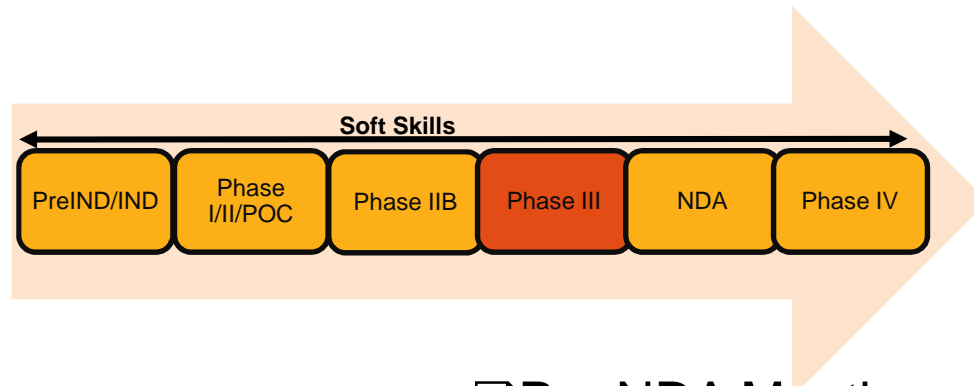 Soft Skills
PreIND/IND
Phase
I/II/POC
Phase IIB
Phase III
NDA
Phase IV